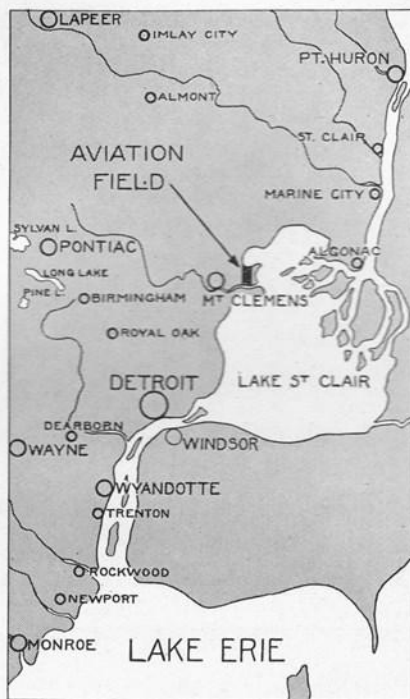 LAPEER
IMLAY CITY
PT. HURON
ALMONT
ST. CLAIR
AVIATION
FIELD
MARINE CITY
SYLVAN L.
PONTIAC
ALGONAC
LONG LAKE
PINE L.
BIRMINGHAM
MT CLEMENS
ROYAL OAK
DETROIT
LAKE ST CLAIR
DEARBORN
WINDSOR
WAYNE
WYANDOTTE
TRENTON
ROCKWOOD
NEWPORT
MONROE
LAKE ERIE